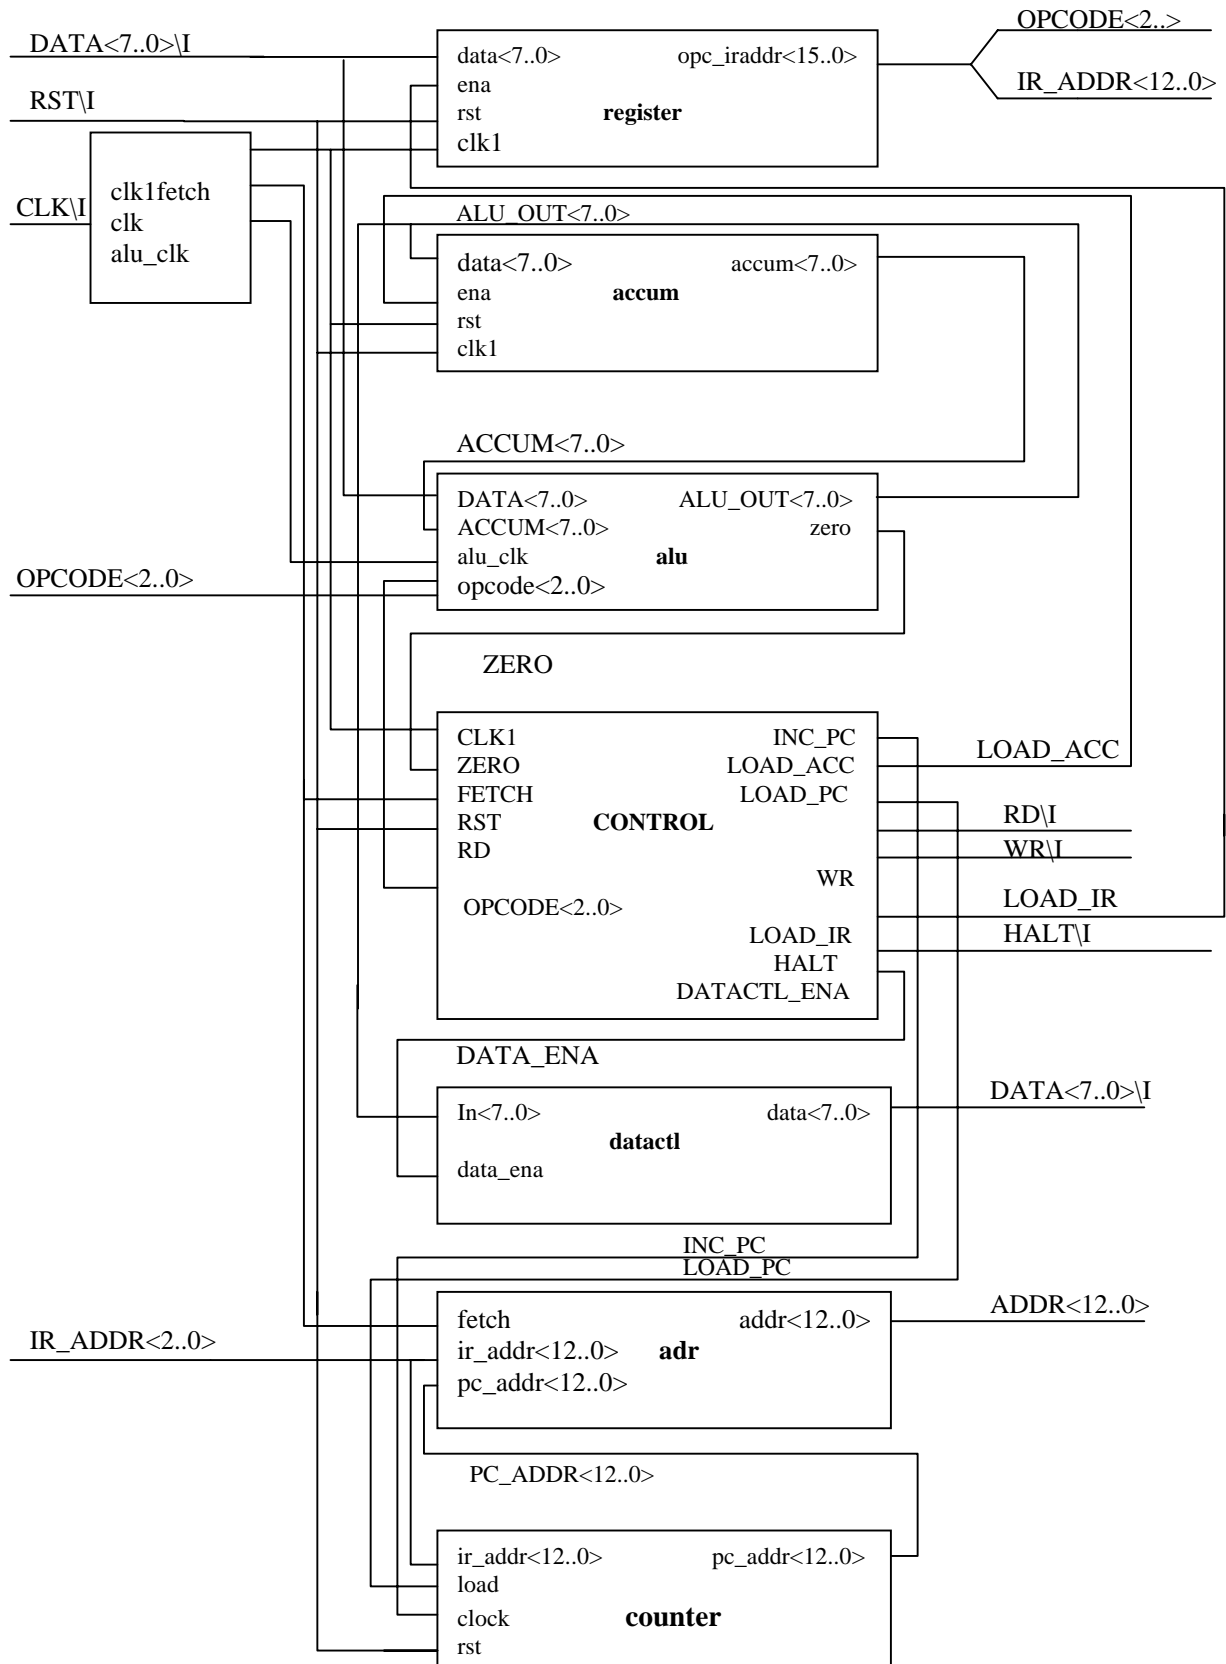 OPCODE<2..>
DATA<7..0>\I
data<7..0> opc_iraddr<15..0>
IR_ADDR<12..0>
ena
RST\I
rst register
clk1
clk1fetch
CLK\I
clk
alu_clk
ALU_OUT<7..0>
data<7..0> accum<7..0>
ena accum
rst
clk1
ACCUM<7..0>
DATA<7..0> ALU_OUT<7..0>
ACCUM<7..0> zero
alu_clk alu
OPCODE<2..0>
opcode<2..0>
ZERO
CLK1 INC_PC
LOAD_ACC
ZERO LOAD_ACC
FETCH LOAD_PC
RD\I
RST CONTROL
RD
WR\I
WR
LOAD_IR
OPCODE<2..0>
LOAD_IR
HALT\I
HALT
DATACTL_ENA
DATA_ENA
DATA<7..0>\I
In<7..0> data<7..0>
datactl
data_ena
INC_PC
LOAD_PC
ADDR<12..0>
fetch addr<12..0>
IR_ADDR<2..0>
ir_addr<12..0> adr
pc_addr<12..0>
PC_ADDR<12..0>
ir_addr<12..0> pc_addr<12..0>
load
clock counter
rst